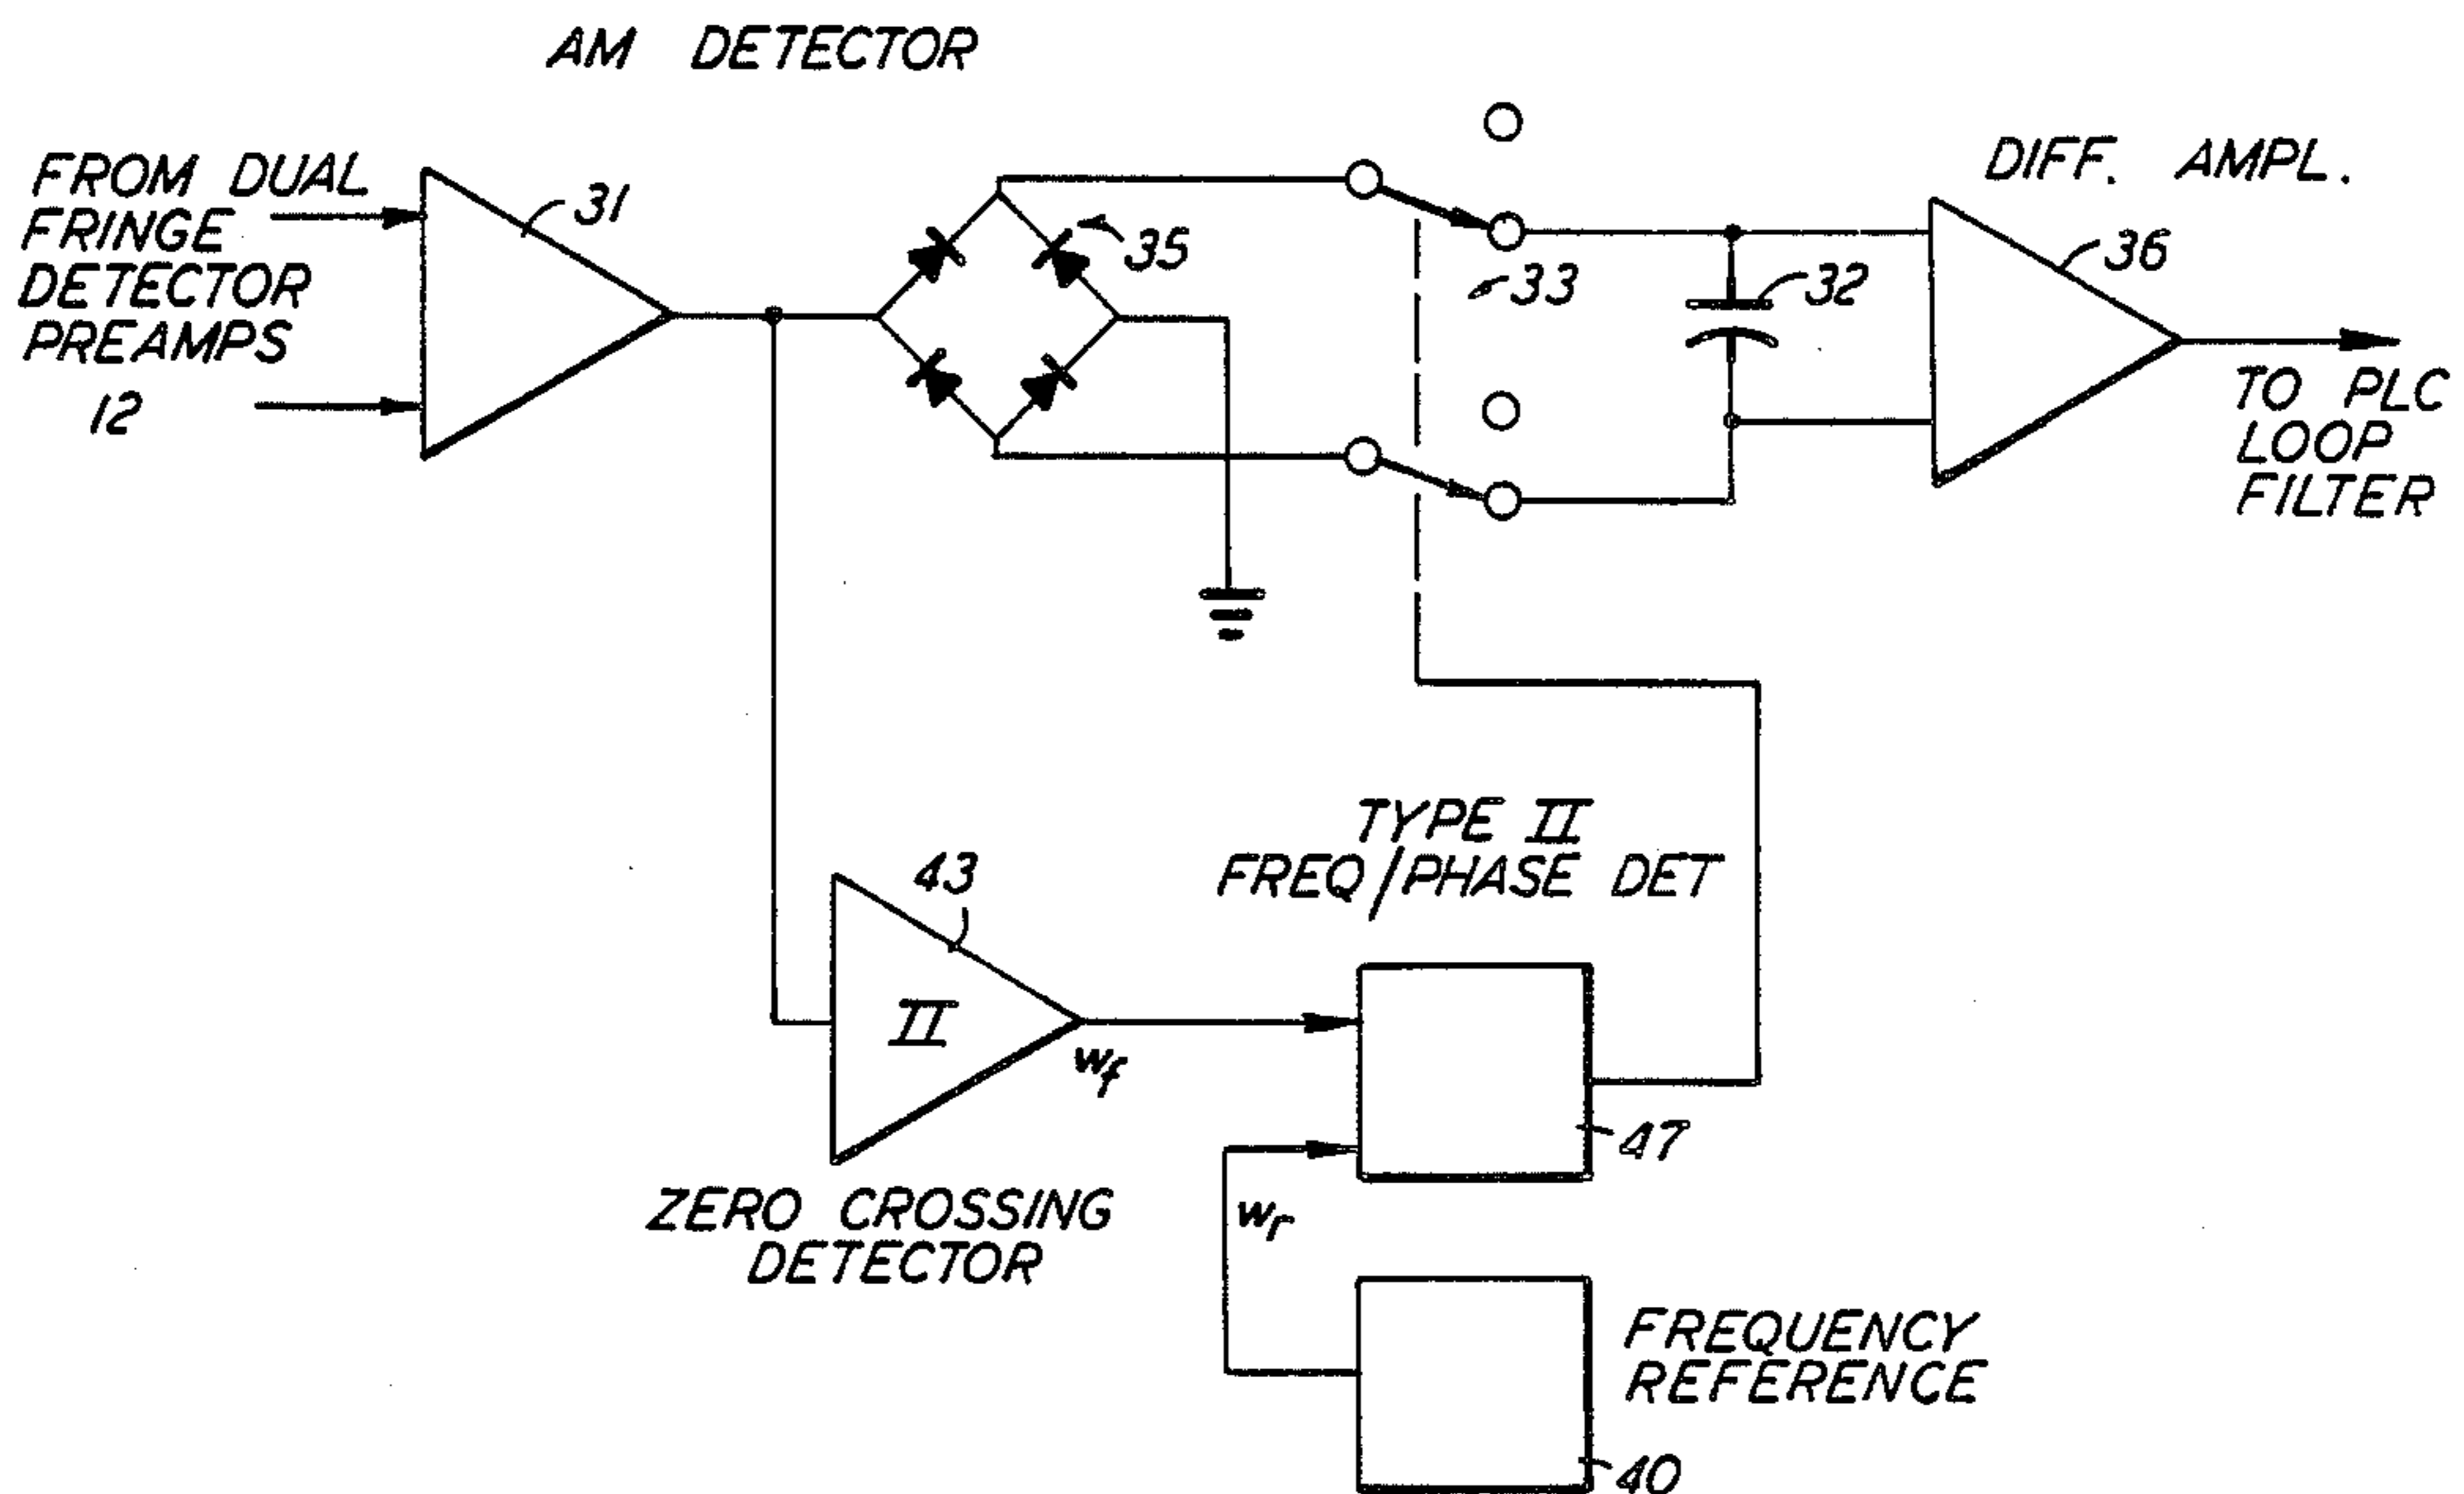 AM DETECTOR
FROM DUAL
FRINGE
DETECTOR
PREAMPS
12
31
35
33
32
DIFF. AMPL.
36
TO PLC
LOOP
FILTER
43
II
wf
ZERO CROSSING
DETECTOR
TYPE II
FREQ/PHASE DET
47
wr
FREQUENCY
REFERENCE
40